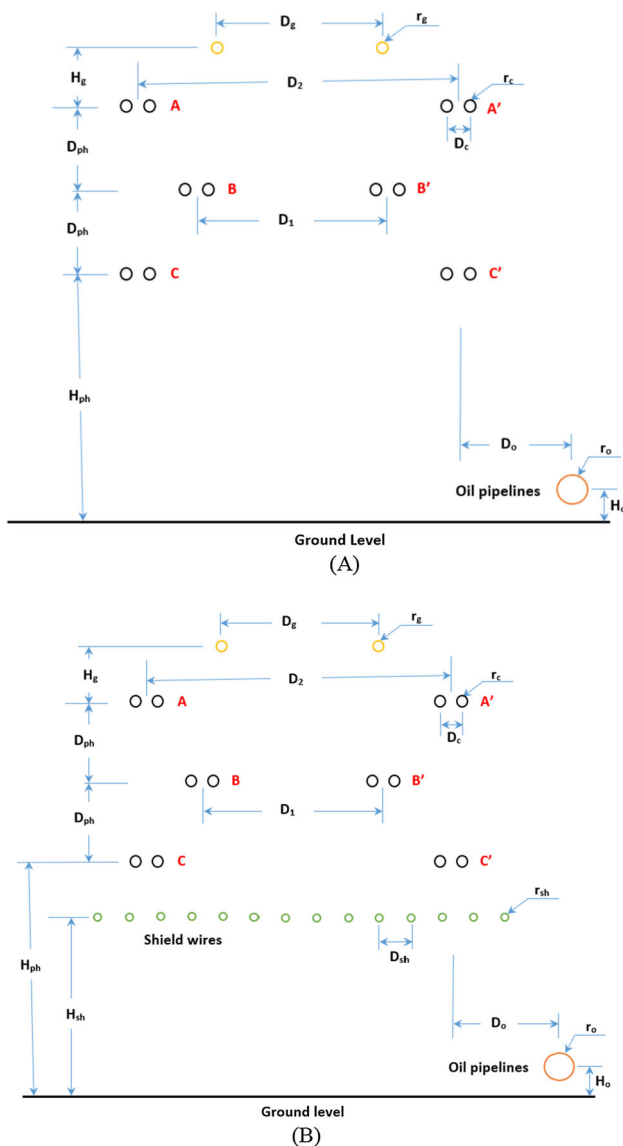 Dg
rg
Hg
D2
rc
A
A'
Dc
Dph
B
B'
D1
Dph
C
C'
Hph
Do
ro
Oil pipelines
Ground Level
(A)
Dg
rg
Hg
D2
rc
A
A'
Dc
Dph
B
B'
D1
Dph
C
C'
rsh
Shield wires
Dsh
Hph
Hsh
Do
ro
Oil pipelines
Ho
Ground level
(B)